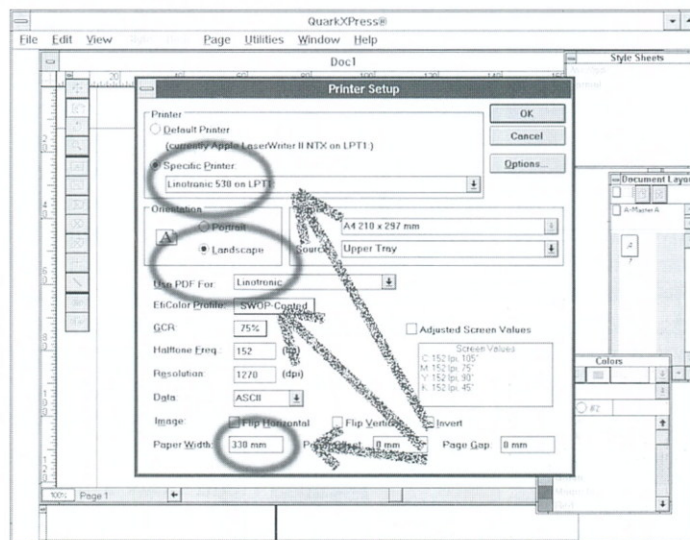 QuarkXPress®
File Edit View Page Utilities Window Help
Doc1
Style Sheets
Printer Setup
Printer
Default Printer
(currently Apple LaserWriter II NTX on LPT1:)
Specific Printer:
Linotronic 530 on LPT1:
OK
Cancel
Options...
Orientation
Portrait
Landscape
A4 210 x 297 mm
Source: Upper Tray
Use PDF For: Linotronic
EfiColor Profile: SWOP-Coated
GCR: 75%
Halftone Freq.: 152 (lpi)
Resolution: 1270 (dpi)
Data: ASCII
Adjusted Screen Values
Screen Values
C: 152 lpi, 105°
M: 152 lpi, 75°
Y: 152 lpi, 90°
K: 152 lpi, 45°
Image: Flip Horizontal Flip Vertical Invert
Paper Width: 330 mm 0 mm Page Gap: 0 mm
Document Layout
A-Master A
Colors
#2
100% Page 1